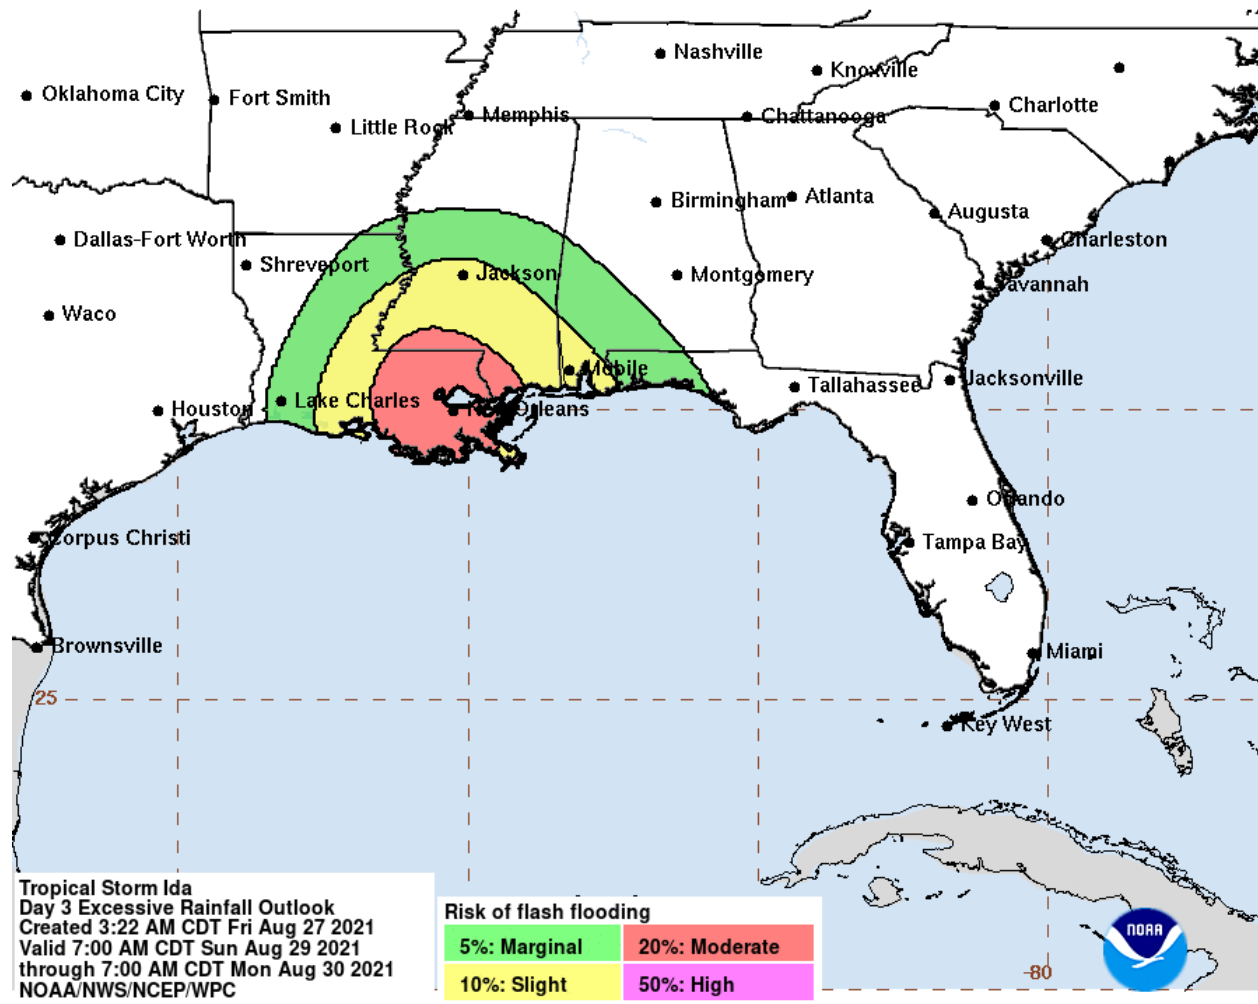 Nashville
Knoxville
Oklahoma City
Fort Smith
Charlotte
Little Rock
Memphis
Chattanooga
Birmingham
Atlanta
Augusta
Dallas-Fort Worth
Charleston
Shreveport
Jackson
Montgomery
Savannah
Waco
Mobile
Tallahassee
Jacksonville
Houston
Lake Charles
New Orleans
Orlando
Corpus Christi
Tampa Bay
Brownsville
Miami
25
Key West
Tropical Storm Ida
Day 3 Excessive Rainfall Outlook
Created 3:22 AM CDT Fri Aug 27 2021
Valid 7:00 AM CDT Sun Aug 29 2021
through 7:00 AM CDT Mon Aug 30 2021
NOAA/NWS/NCEP/WPC
Risk of flash flooding
5%: Marginal
20%: Moderate
10%: Slight
50%: High
NOAA
-80